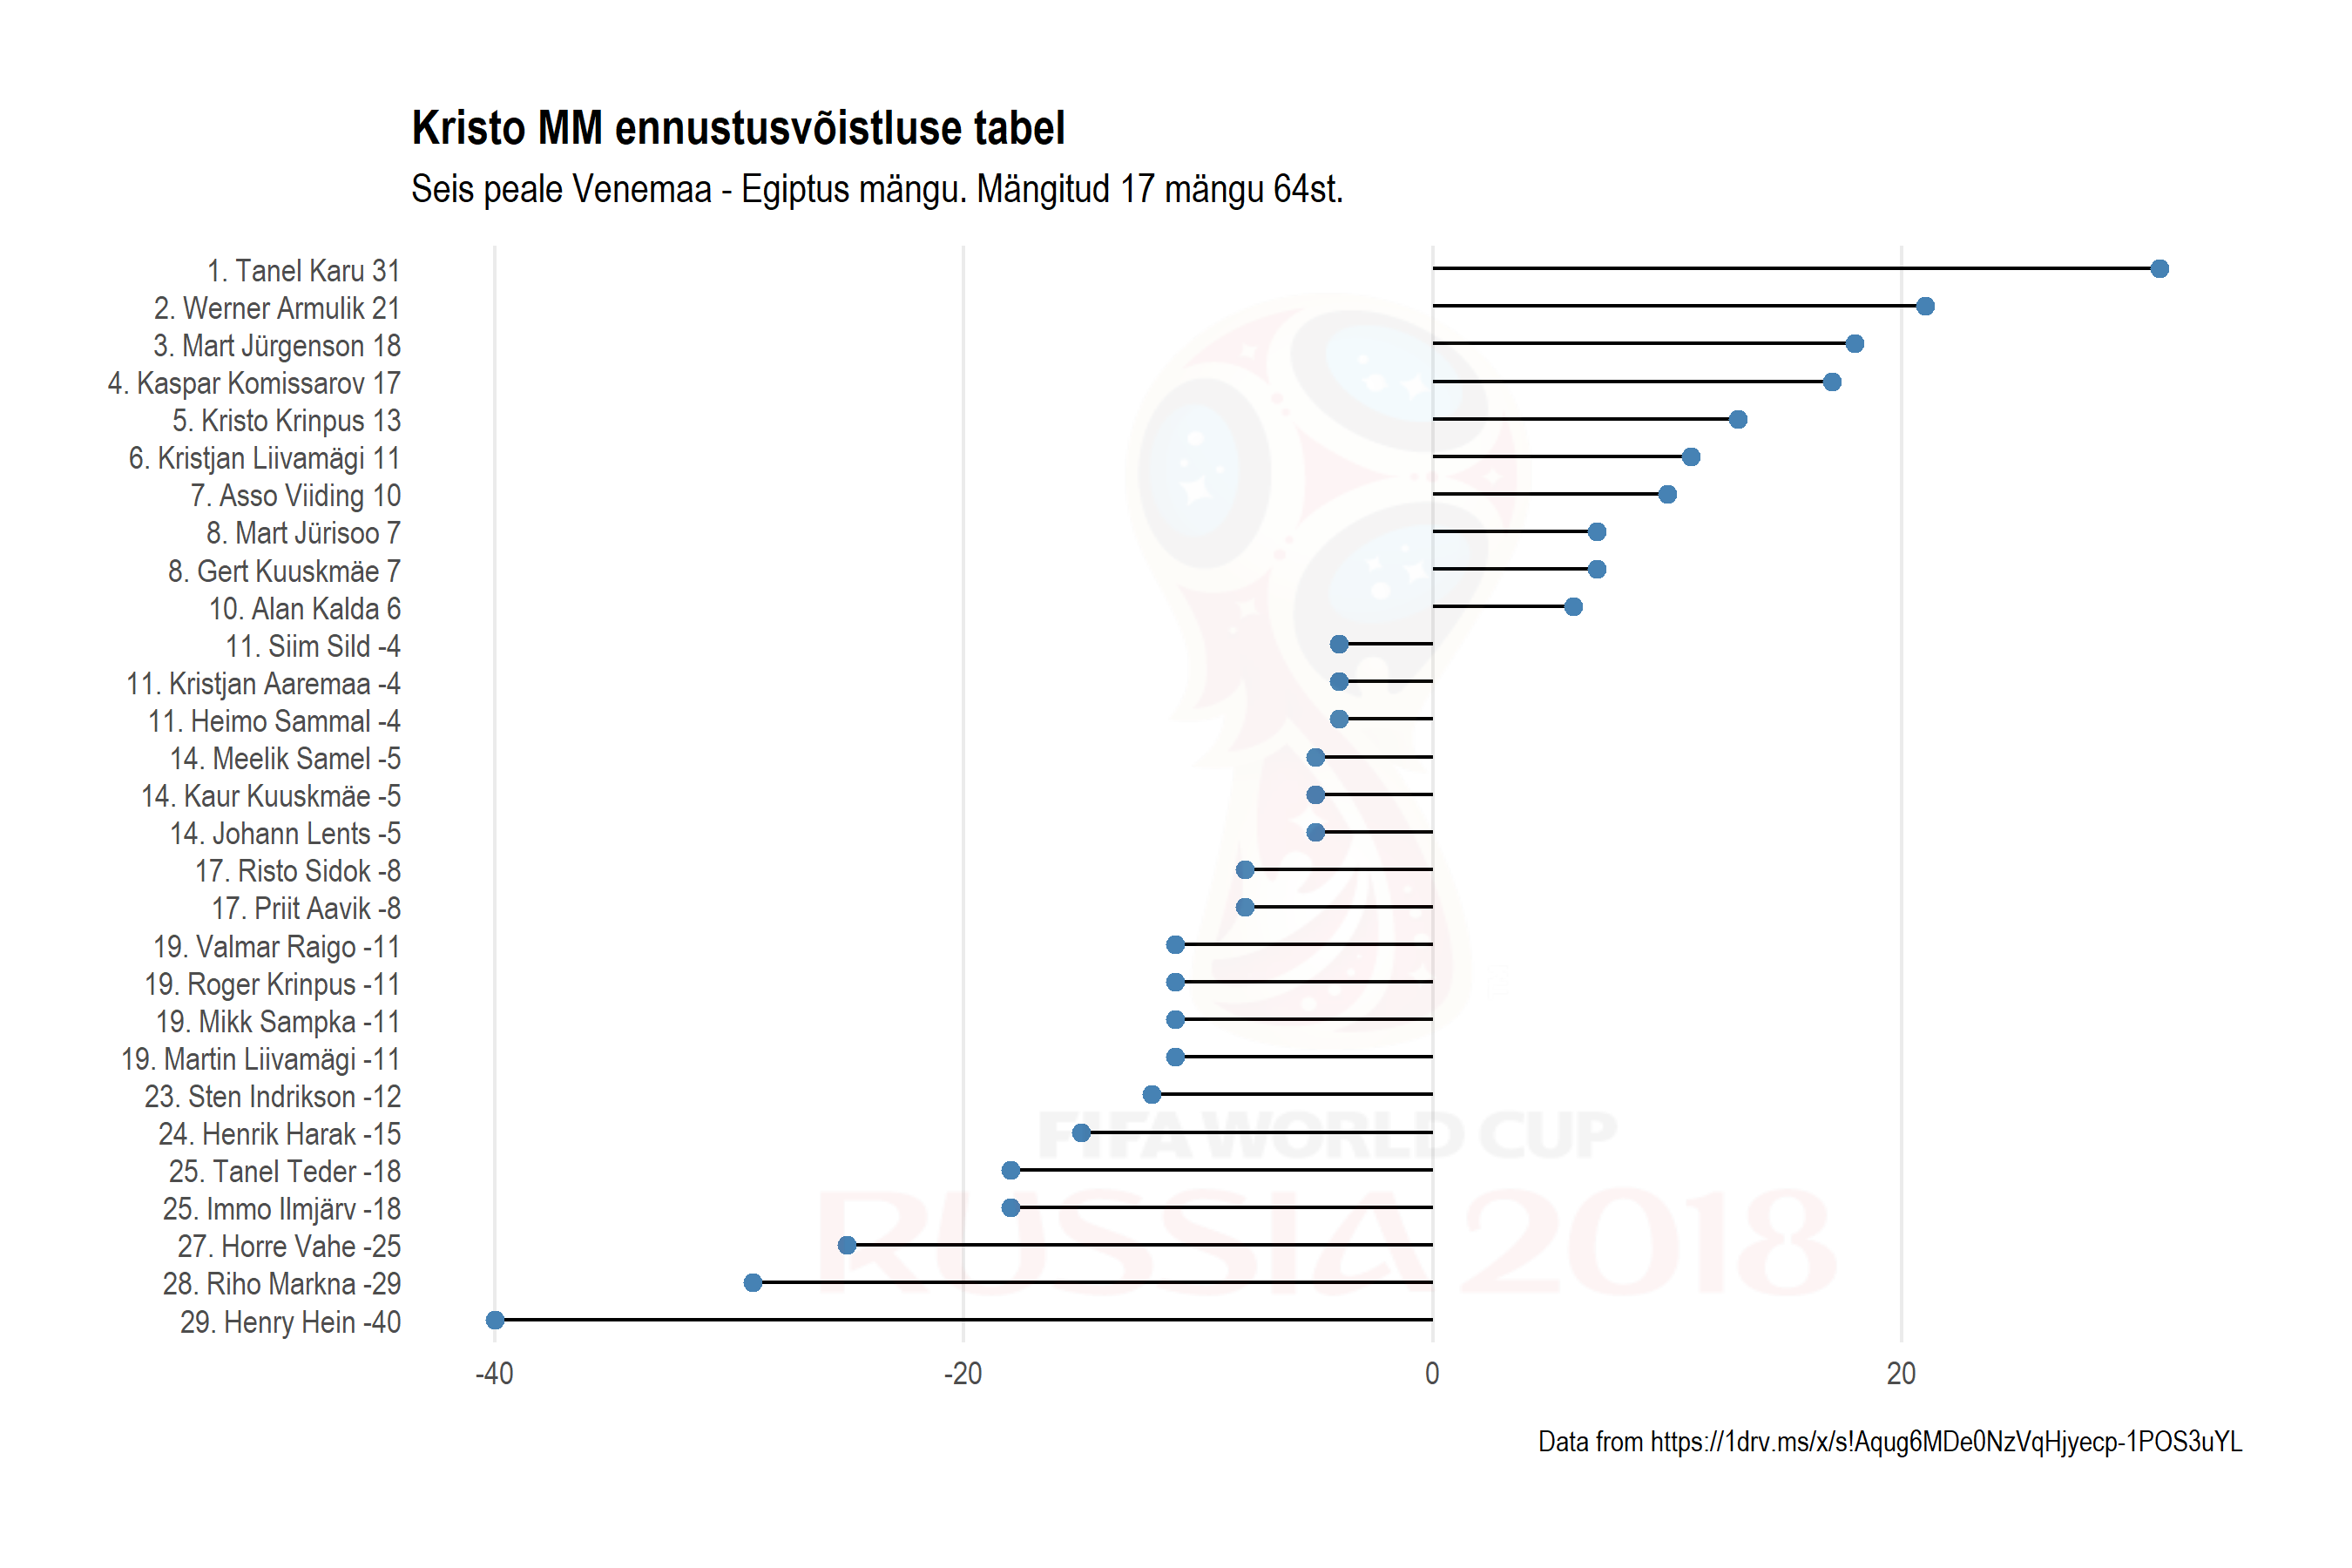 Kristo MM ennustusvõistluse tabel
Seis peale Venemaa - Egiptus mängu. Mängitud 17 mängu 64st.
1. Tanel Karu 31
2. Werner Armulik 21
3. Mart Jürgenson 18
4. Kaspar Komissarov 17
5. Kristo Krinpus 13
6. Kristjan Liivamägi 11
7. Asso Viiding 10
8. Mart Jürisoo 7
8. Gert Kuuskmäe 7
10. Alan Kalda 6
11. Siim Sild -4
11. Kristjan Aaremaa -4
11. Heimo Sammal -4
14. Meelik Samel -5
14. Kaur Kuuskmäe -5
14. Johann Lents -5
17. Risto Sidok -8
17. Priit Aavik -8
19. Valmar Raigo -11
19. Roger Krinpus -11
19. Mikk Sampka -11
19. Martin Liivamägi -11
23. Sten Indrikson -12
24. Henrik Harak -15
25. Tanel Teder -18
25. Immo Ilmjärv -18
27. Horre Vahe -25
28. Riho Markna -29
29. Henry Hein -40
FIFA WORLD CUP
RUSSIA 2018
-40 -20 0 20
Data from https://1drv.ms/x/s!Aqug6MDe0NzVqHjyecp-1POS3uYL